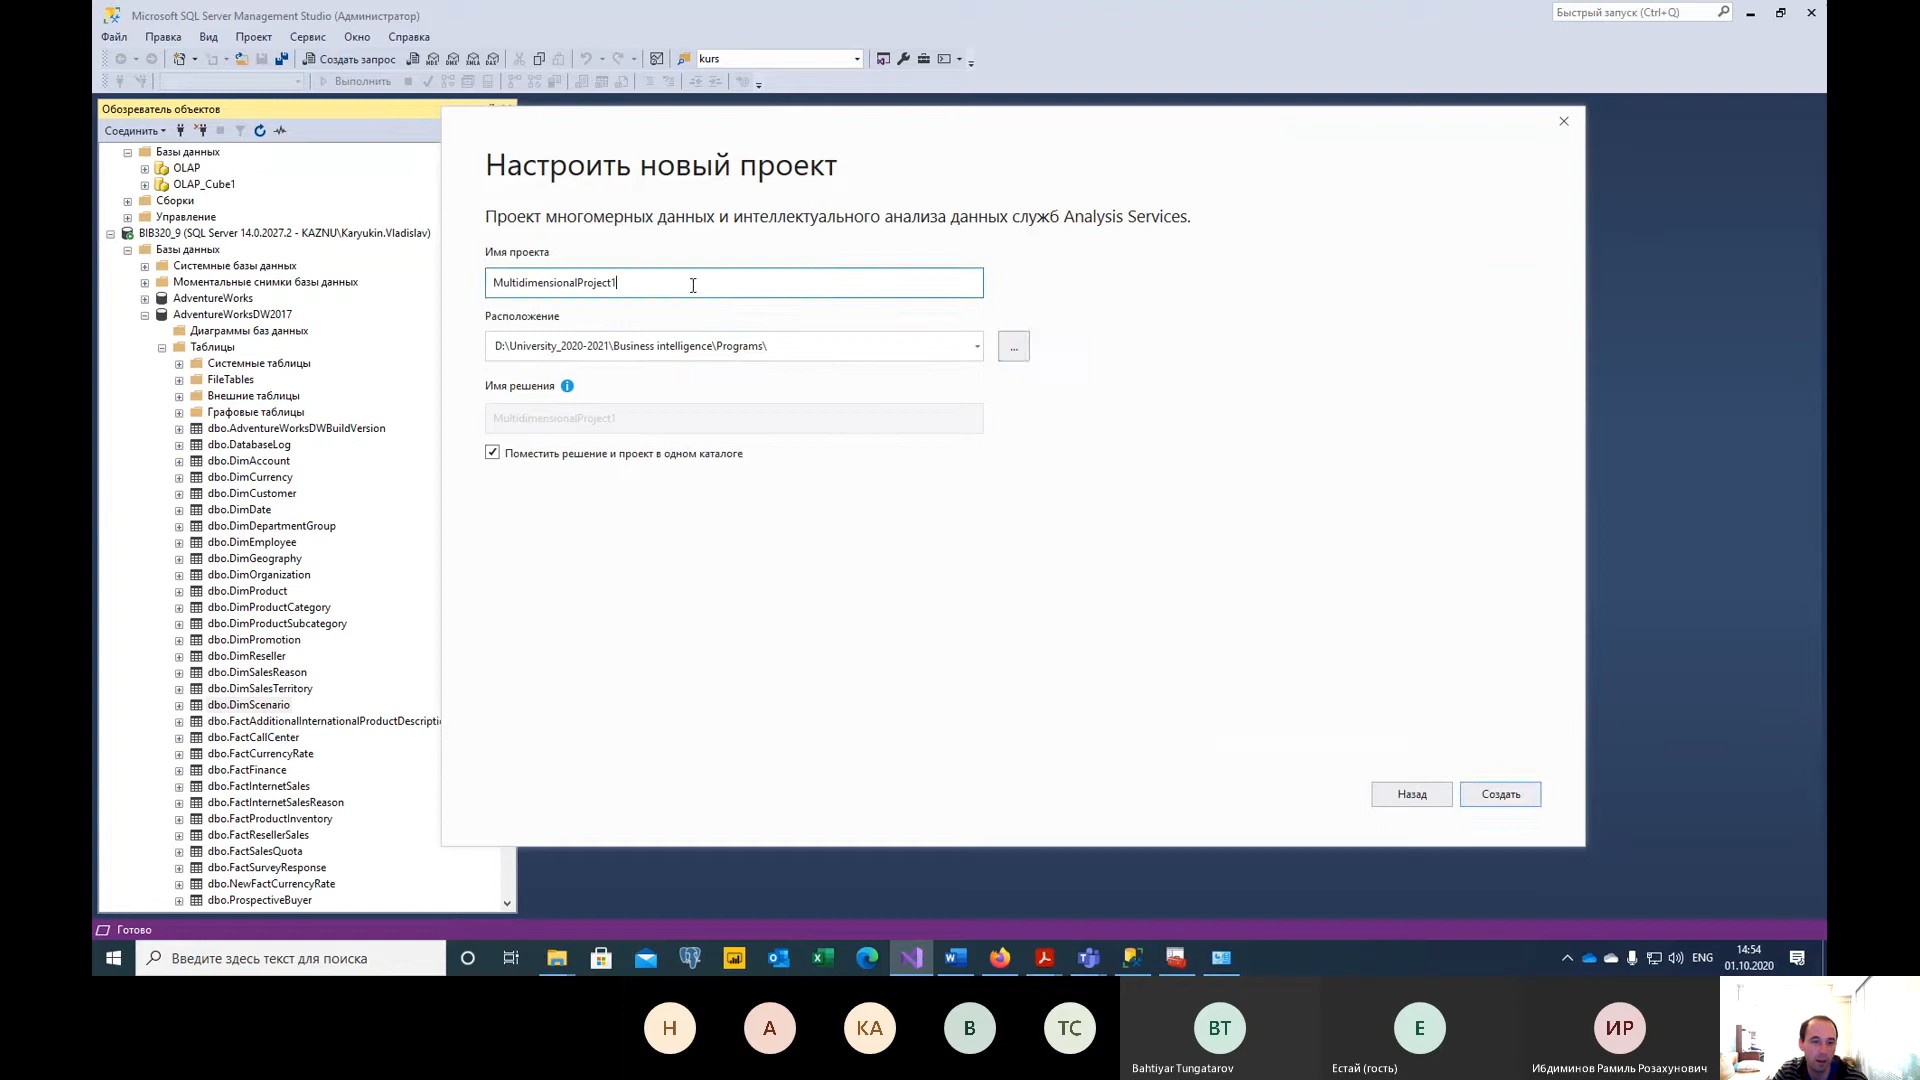 Microsoft SQL Server Management Studio (Администратор)
Быстрый запуск (Ctrl+Q)
Файл Правка Вид Проект Сервис Окно Справка
Создать запрос
kurs
Выполнить
Обозреватель объектов
Соединить
Базы данных
OLAP
OLAP_Cube1
Сборки
Управление
BIB320_9 (SQL Server 14.0.2027.2 - KAZNU\Karyukin.Vladislav)
Базы данных
Системные базы данных
Моментальные снимки базы данных
AdventureWorks
AdventureWorksDW2017
Диаграммы баз данных
Таблицы
Системные таблицы
FileTables
Внешние таблицы
Графовые таблицы
dbo.AdventureWorksDWBuildVersion
dbo.DatabaseLog
dbo.DimAccount
dbo.DimCurrency
dbo.DimCustomer
dbo.DimDate
dbo.DimDepartmentGroup
dbo.DimEmployee
dbo.DimGeography
dbo.DimOrganization
dbo.DimProduct
dbo.DimProductCategory
dbo.DimProductSubcategory
dbo.DimPromotion
dbo.DimReseller
dbo.DimSalesReason
dbo.DimSalesTerritory
dbo.DimScenario
dbo.FactAdditionalInternationalProductDescripti
dbo.FactCallCenter
dbo.FactCurrencyRate
dbo.FactFinance
dbo.FactInternetSales
dbo.FactInternetSalesReason
dbo.FactProductInventory
dbo.FactResellerSales
dbo.FactSalesQuota
dbo.FactSurveyResponse
dbo.NewFactCurrencyRate
dbo.ProspectiveBuyer
Настроить новый проект
Проект многомерных данных и интеллектуального анализа данных служб Analysis Services.
Имя проекта
MultidimensionalProject1
Расположение
D:\University_2020-2021\Business intelligence\Programs\
...
Имя решения
MultidimensionalProject1
Поместить решение и проект в одном каталоге
Назад
Создать
Готово
Введите здесь текст для поиска
ENG
14:54
01.10.2020
Н
А
КА
В
ТС
BT
Е
ИР
Bahtiyar Tungatarov
Естай (гость)
Ибдиминов Рамиль Розахунович